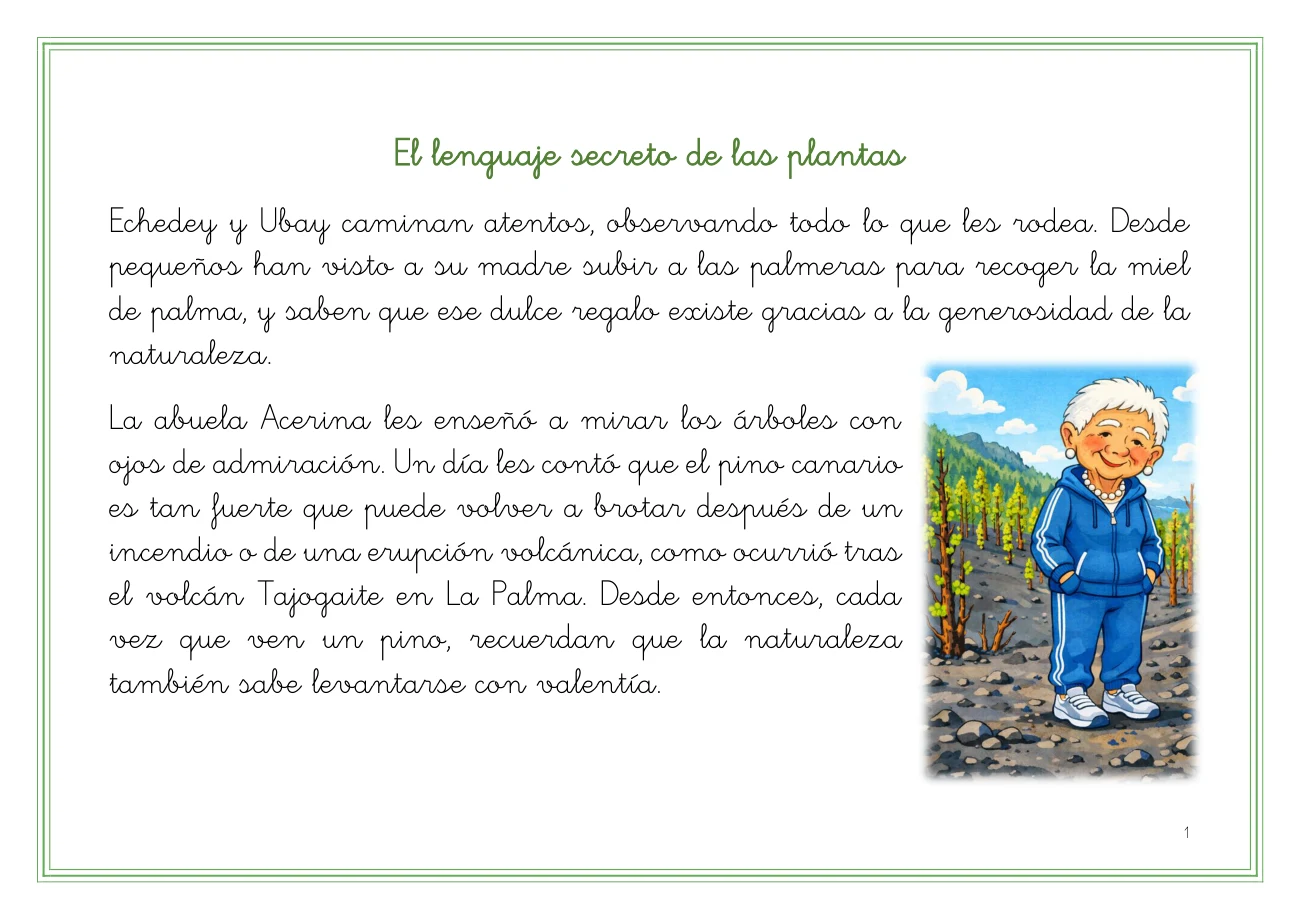 El lenguaje secreto de las plantas
Echedey y Ubay caminan atentos, observando todo lo que les rodea. Desde
pequeños han visto a su madre subir a las palmeras para recoger la miel
de palma, y saben que ese dulce regalo existe gracias a la generosidad de la
naturaleza.
La abuela Acerina les enseñó a mirar los árboles con
ojos de admiración. Un día les contó que el pino canario
es tan fuerte que puede volver a brotar después de un
incendio o de una erupción volcánica, como ocurrió tras
el volcán Tajogaite en La Palma. Desde entonces, cada
vez que ven un pino, recuerdan que la naturaleza
también sabe levantarse con valentía.
1